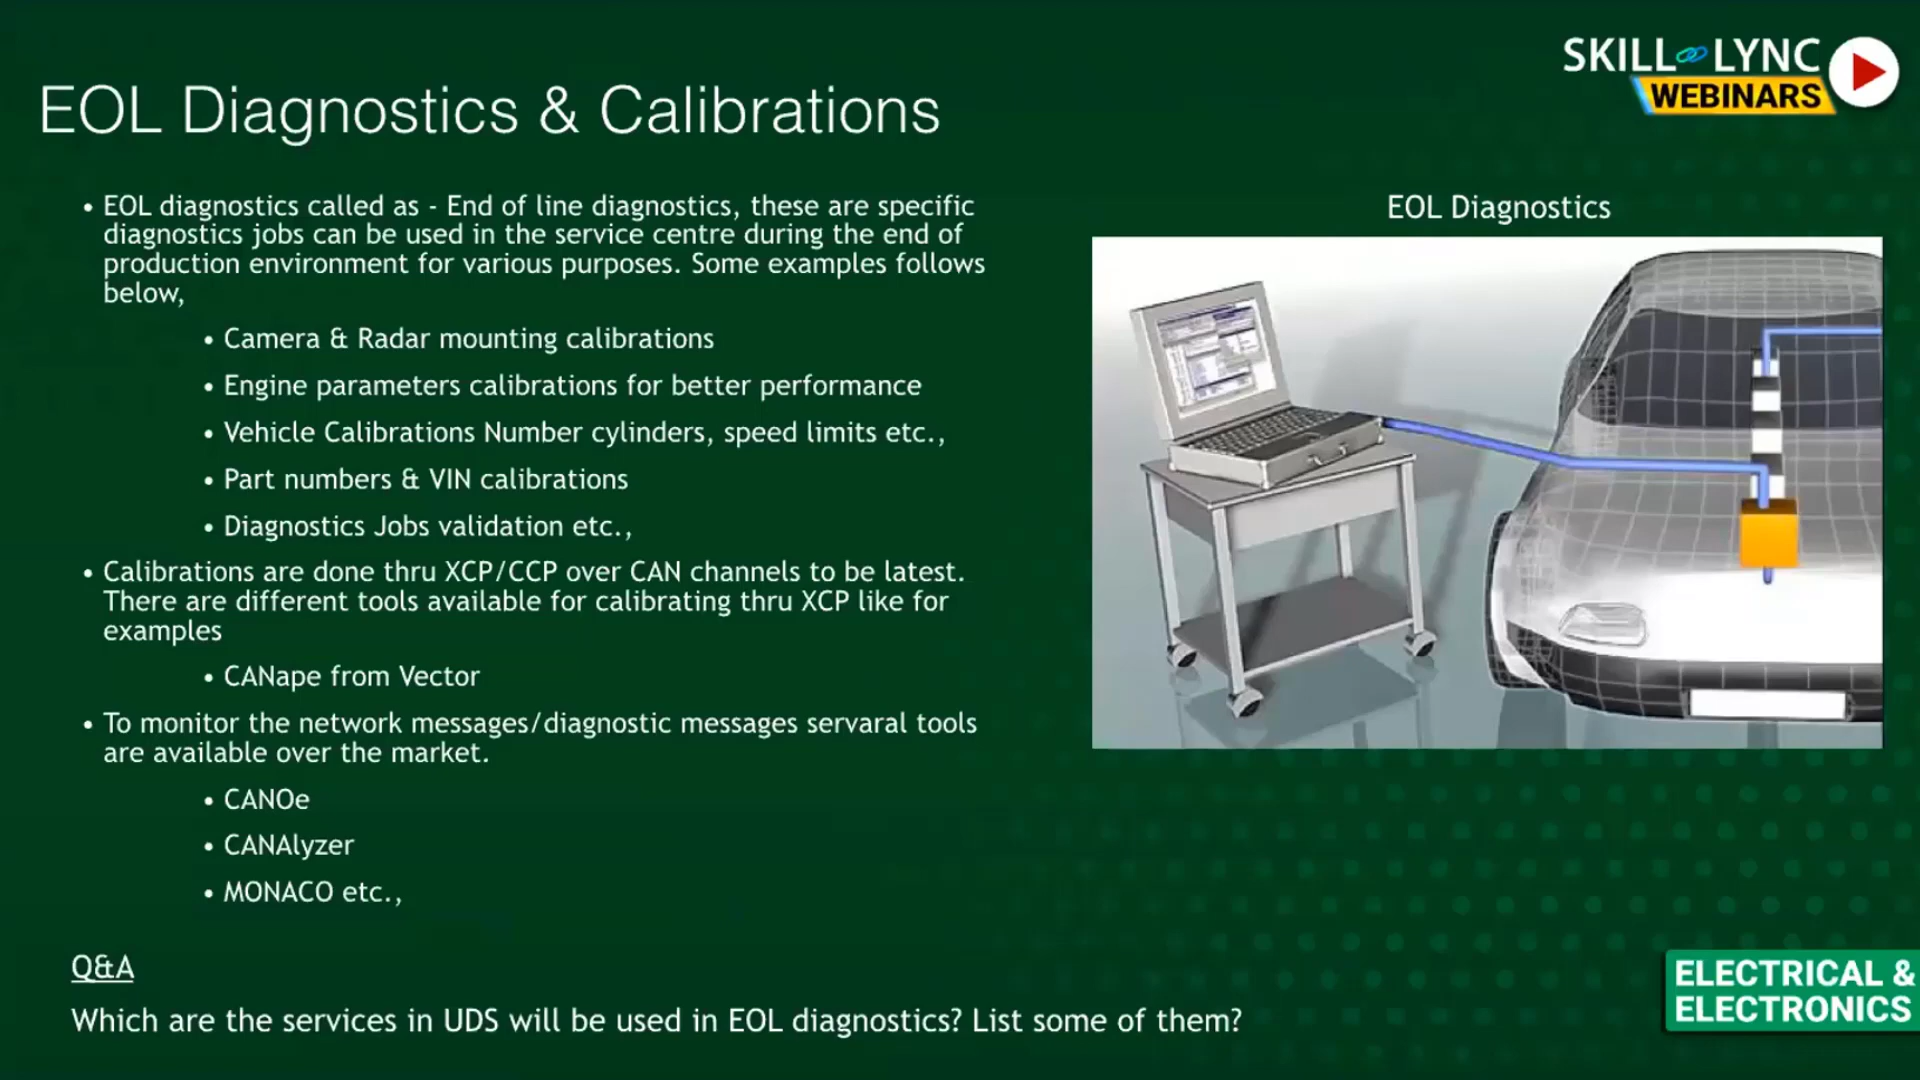 SKILL LYNC
WEBINARS
EOL Diagnostics & Calibrations
• EOL diagnostics called as - End of line diagnostics, these are specific
diagnostics jobs can be used in the service centre during the end of
production environment for various purposes. Some examples follows
below,
• Camera & Radar mounting calibrations
• Engine parameters calibrations for better performance
• Vehicle Calibrations Number cylinders, speed limits etc.,
• Part numbers & VIN calibrations
• Diagnostics Jobs validation etc.,
• Calibrations are done thru XCP/CCP over CAN channels to be latest.
There are different tools available for calibrating thru XCP like for
examples
• CANape from Vector
• To monitor the network messages/diagnostic messages servaral tools
are available over the market.
• CANOe
• CANAlyzer
• MONACO etc.,
EOL Diagnostics
Q&A
Which are the services in UDS will be used in EOL diagnostics? List some of them?
ELECTRICAL &
ELECTRONICS